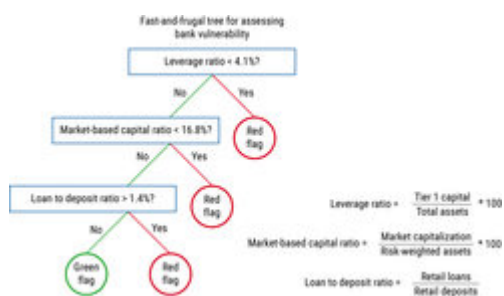 Fast-and-frugal tree for assessing
bank vulnerability
Leverage ratio < 4.1%?
No
Yes
Market-based capital ratio < 16.8%?
Red
flag
No
Yes
Loan to deposit ratio > 1.4%?
Red
flag
No
Yes
Green
flag
Red
flag
Leverage ratio = Tier 1 capital / Total assets * 100
Market-based capital ratio = Market capitalization / Risk-weighted assets * 100
Loan to deposit ratio = Retail loans / Retail deposits